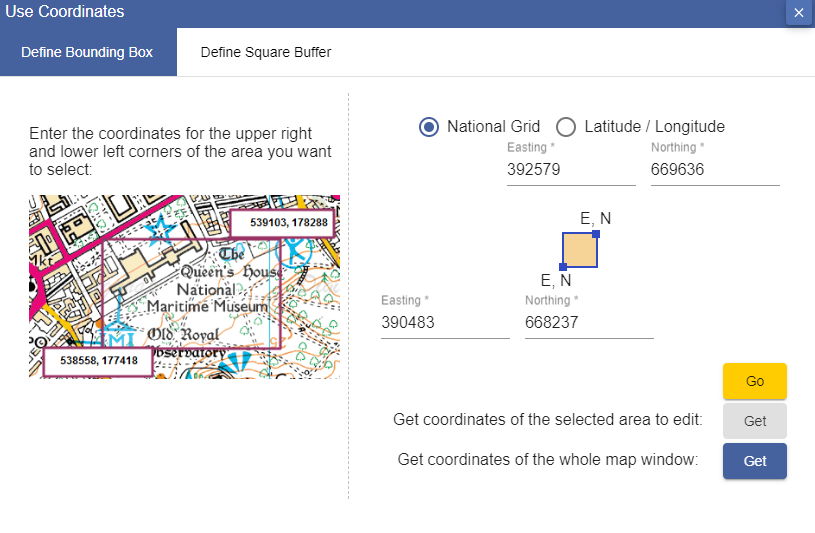 Use Coordinates
×
Define Bounding Box
Define Square Buffer
Enter the coordinates for the upper right
and lower left corners of the area you want
to select:
539103, 178288
Mkt
The
Queen's House
National
Maritime Museum
MI
Old Royal
Observatory
PO
538558, 177418
National Grid
Latitude / Longitude
Easting *
Northing *
392579
669636
E, N
E, N
Easting *
Northing *
390483
668237
Go
Get coordinates of the selected area to edit:
Get
Get coordinates of the whole map window:
Get